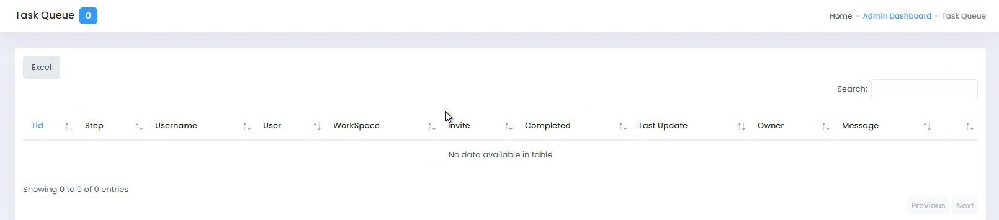 Task Queue 0
Home Admin Dashboard Task Queue
Excel
Search:
Tid Step Username User WorkSpace Invite Completed Last Update Owner Message
No data available in table
Showing 0 to 0 of 0 entries
Previous Next